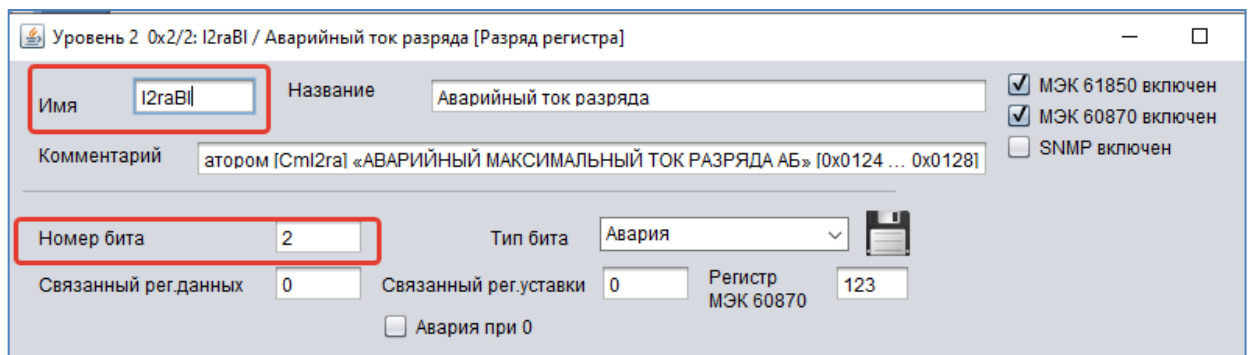 Уровень 2 0x2/2: I2raBl / Аварийный ток разряда [Разряд регистра]
Имя I2raBl Название Аварийный ток разряда
МЭК 61850 включен
МЭК 60870 включен
Комментарий атором [CmI2ra] «АВАРИЙНЫЙ МАКСИМАЛЬНЫЙ ТОК РАЗРЯДА АБ» [0x0124 ... 0x0128] SNMP включен
Номер бита 2 Тип бита Авария
Связанный рег.данных 0 Связанный рег.уставки 0 Регистр МЭК 60870 123
Авария при 0